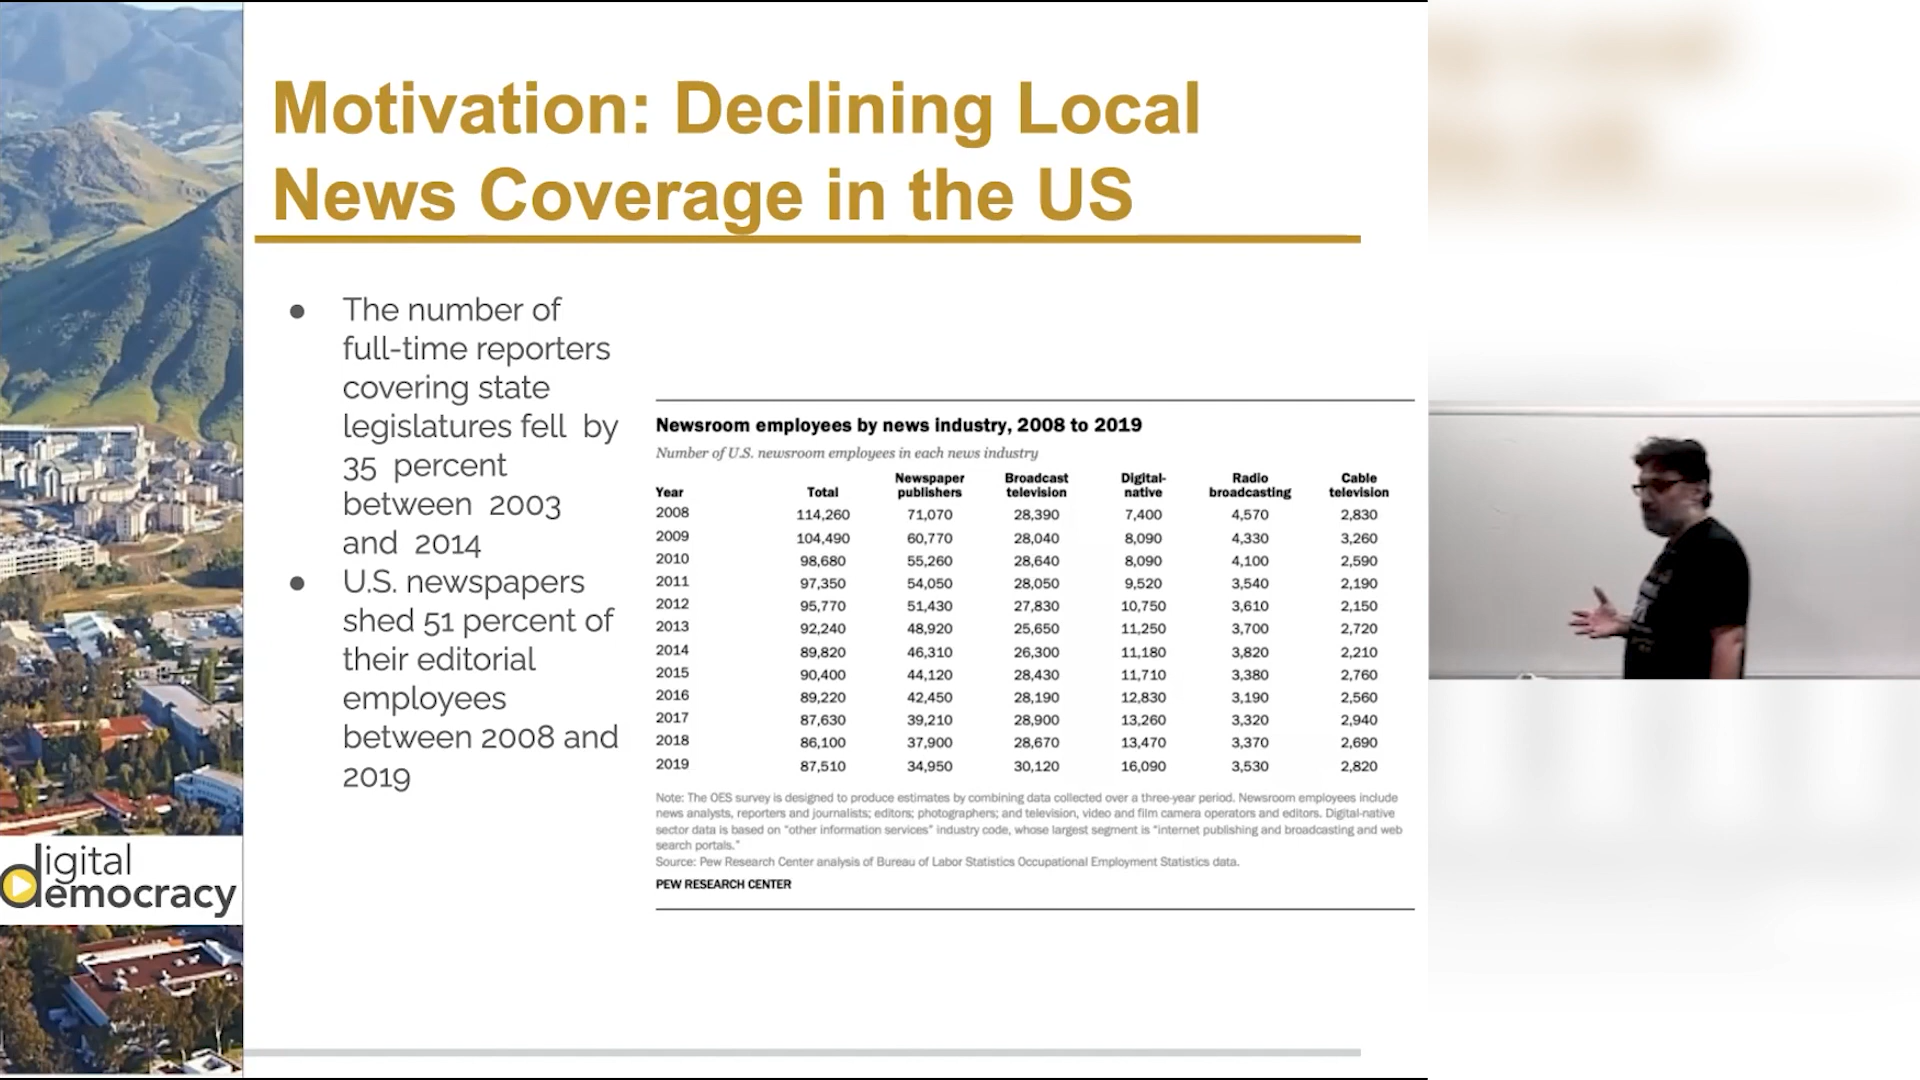 Motivation: Declining Local
News Coverage in the US
● The number of
full-time reporters
covering state
legislatures fell by
35 percent
between 2003
and 2014
● U.S. newspapers
shed 51 percent of
their editorial
employees
between 2008 and
2019
Newsroom employees by news industry, 2008 to 2019
Number of U.S. newsroom employees in each news industry
Year Total Newspaper publishers Broadcast television Digital-native Radio broadcasting Cable television
2008 114,260 71,070 28,390 7,400 4,570 2,830
2009 104,490 60,770 28,040 8,090 4,330 3,260
2010 98,680 55,260 28,640 8,090 4,100 2,590
2011 97,350 54,050 28,050 9,520 3,540 2,190
2012 95,770 51,430 27,830 10,750 3,610 2,150
2013 92,240 48,920 25,650 11,250 3,700 2,720
2014 89,820 46,310 26,300 11,180 3,820 2,210
2015 90,400 44,120 28,430 11,710 3,380 2,760
2016 89,220 42,450 28,190 12,830 3,190 2,560
2017 87,630 39,210 28,900 13,260 3,320 2,940
2018 86,100 37,900 28,670 13,470 3,370 2,690
2019 87,510 34,950 30,120 16,090 3,530 2,820
Note: The OES survey is designed to produce estimates by combining data collected over a three-year period. Newsroom employees include
news analysts, reporters and journalists; editors; photographers; and television, video and film camera operators and editors. Digital-native
sector data is based on "other information services" industry code, whose largest segment is "internet publishing and broadcasting and web
search portals."
Source: Pew Research Center analysis of Bureau of Labor Statistics Occupational Employment Statistics data.
PEW RESEARCH CENTER
digital
democracy